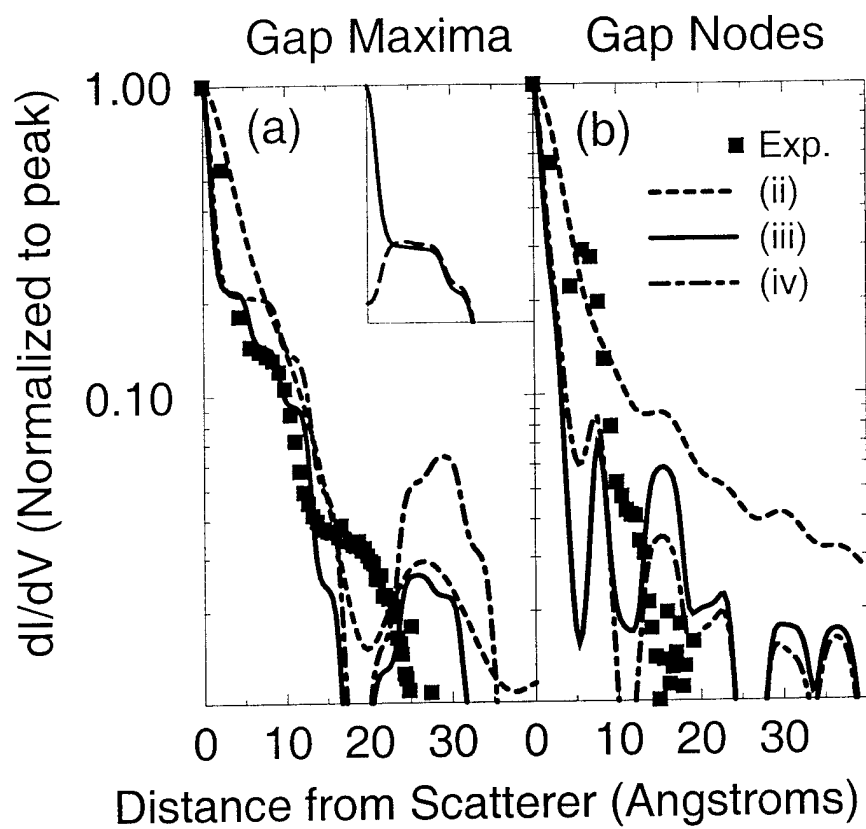 Gap Maxima Gap Nodes
1.00
(a)
(b)
Exp.
(ii)
(iii)
(iv)
0.10
dI/dV (Normalized to peak)
0 10 20 30 0 10 20 30
Distance from Scatterer (Angstroms)